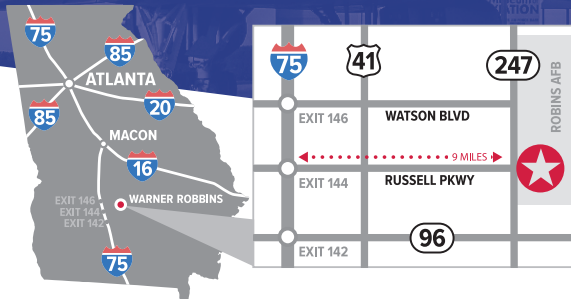 75
85
ATLANTA
20
85
MACON
16
EXIT 146
EXIT 144
EXIT 142
WARNER ROBBINS
75
75
41
247
ROBINS AFB
EXIT 146
WATSON BLVD
9 MILES
EXIT 144
RUSSELL PKWY
96
EXIT 142